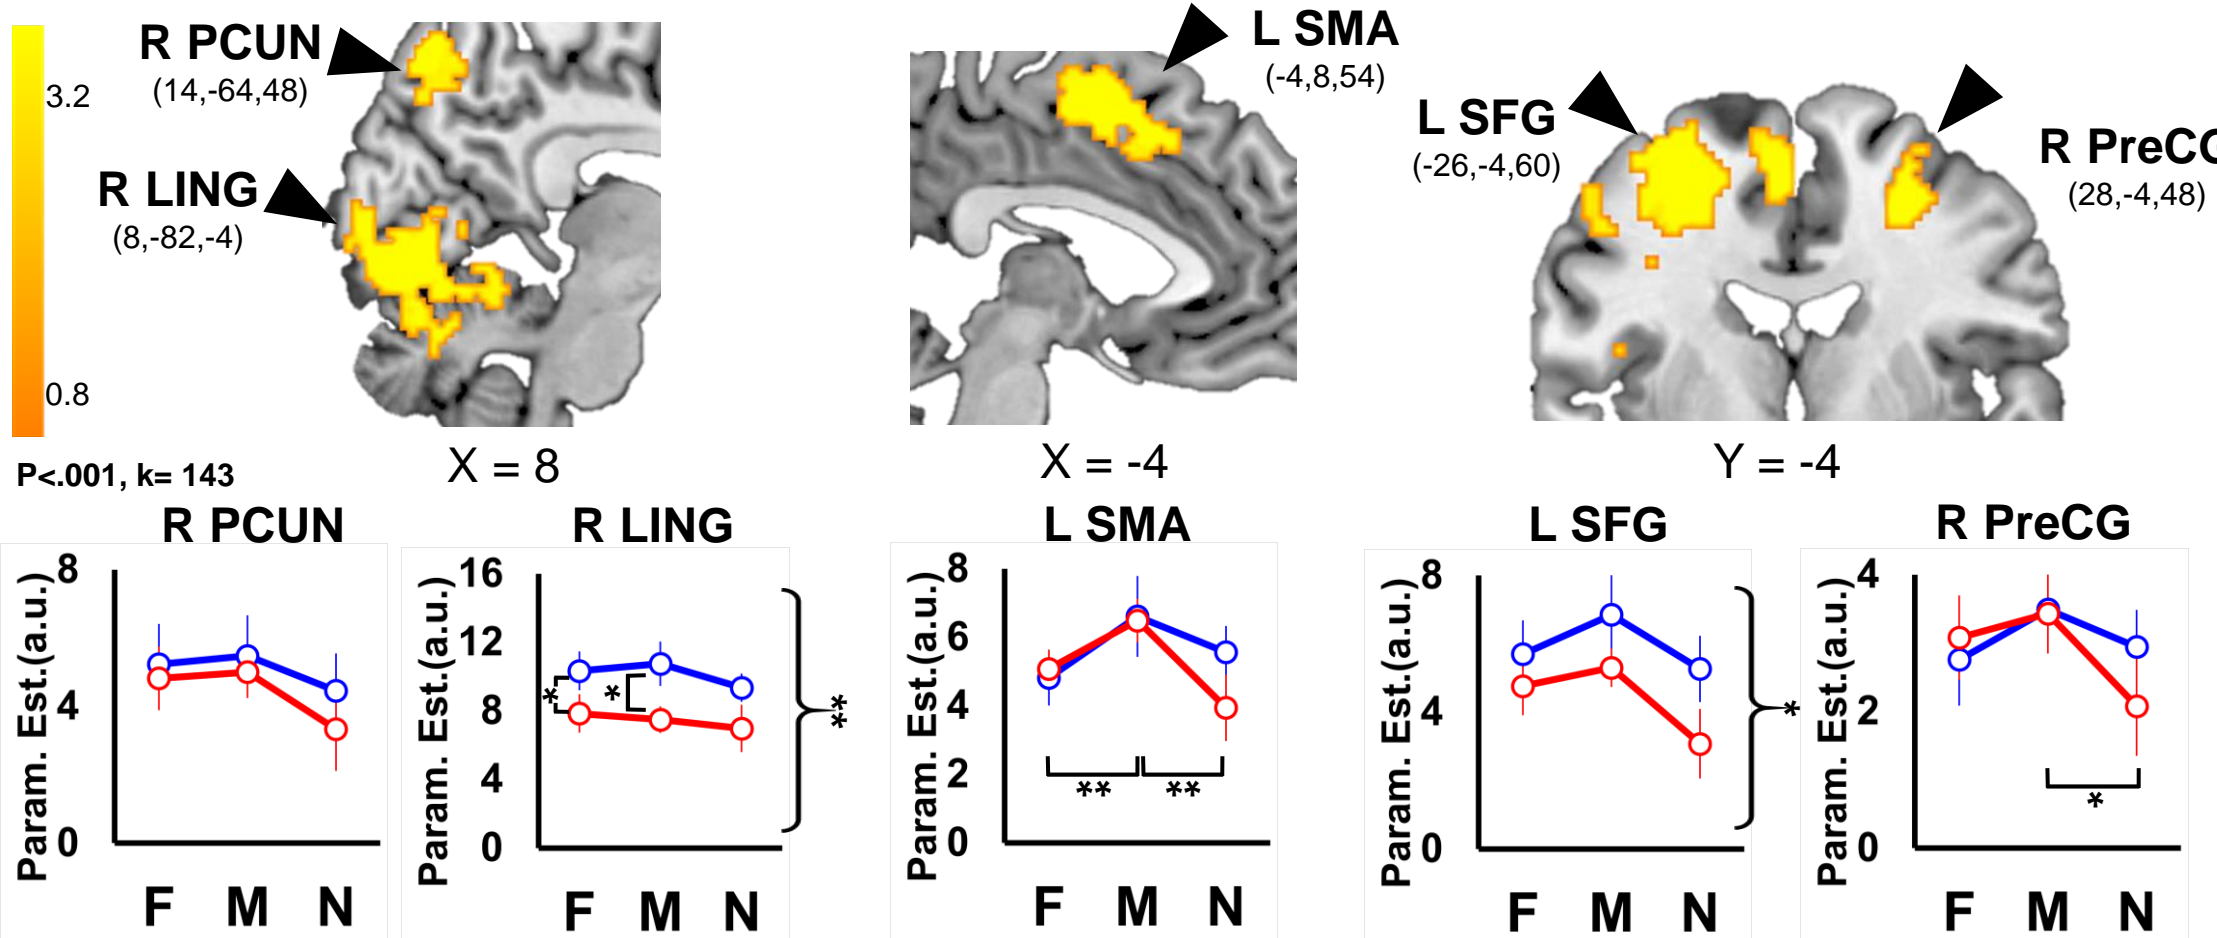 R PCUN
(14,-64,48)
3.2
R LING
(8,-82,-4)
0.8
P<.001, k= 143
X = 8
L SMA
(-4,8,54)
X = -4
L SFG
(-26,-4,60)
R PreCG
(28,-4,48)
Y = -4
R PCUN
Param. Est.(a.u.)
8
4
0
F M N
R LING
Param. Est.(a.u.)
16
12
8
4
0
*
*
**
F M N
L SMA
Param. Est.(a.u.)
8
6
4
2
0
** **
F M N
L SFG
Param. Est.(a.u.)
8
4
0
*
F M N
R PreCG
Param. Est.(a.u.)
4
2
0
*
F M N